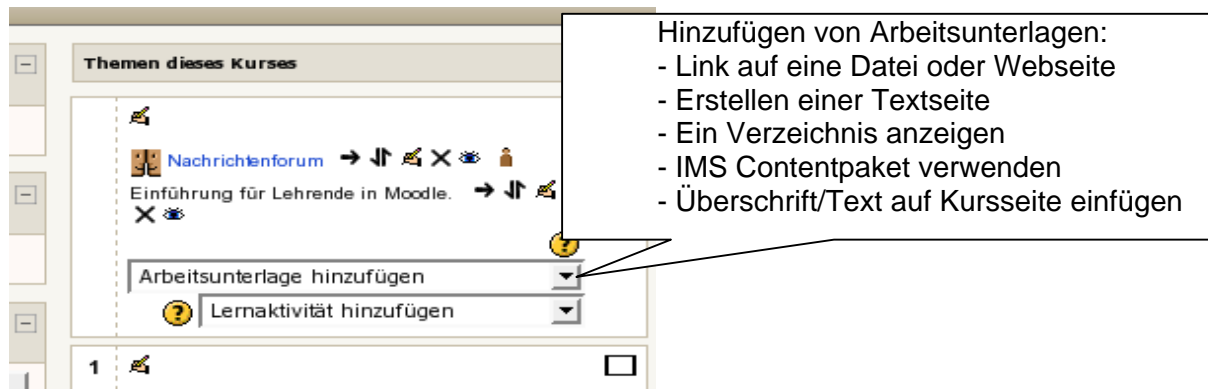 Themen dieses Kurses
Nachrichtenforum
Einführung für Lehrende in Moodle.
?
Arbeitsunterlage hinzufügen
? Lernaktivität hinzufügen
1
Hinzufügen von Arbeitsunterlagen:
- Link auf eine Datei oder Webseite
- Erstellen einer Textseite
- Ein Verzeichnis anzeigen
- IMS Contentpaket verwenden
- Überschrift/Text auf Kursseite einfügen